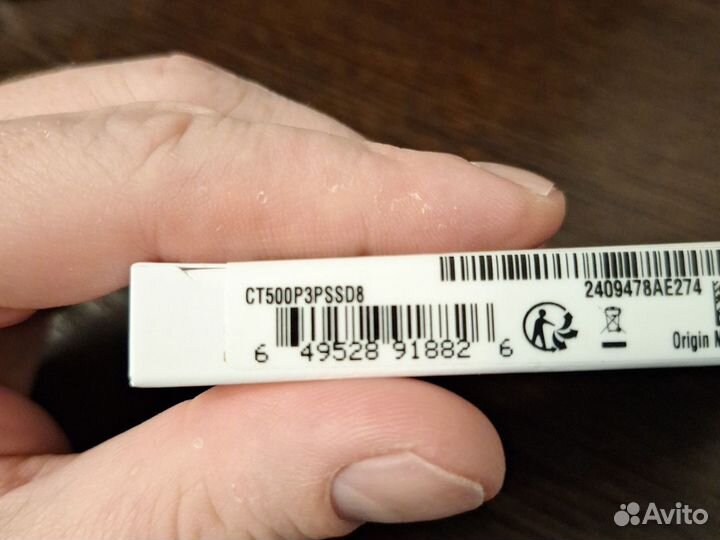 CT500P3PSSD8
2409478AE274
6 49528 91882 6
Origin
Avito